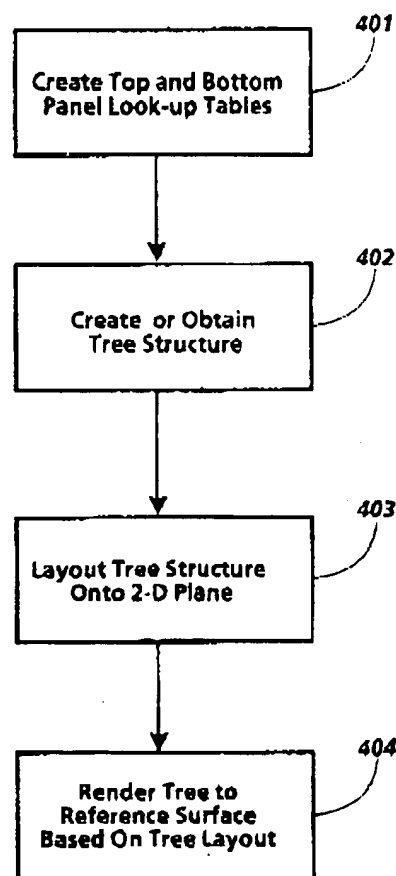 401
Create Top and Bottom
Panel Look-up Tables
402
Create or Obtain
Tree Structure
403
Layout Tree Structure
Onto 2-D Plane
404
Render Tree to
Reference Surface
Based On Tree Layout